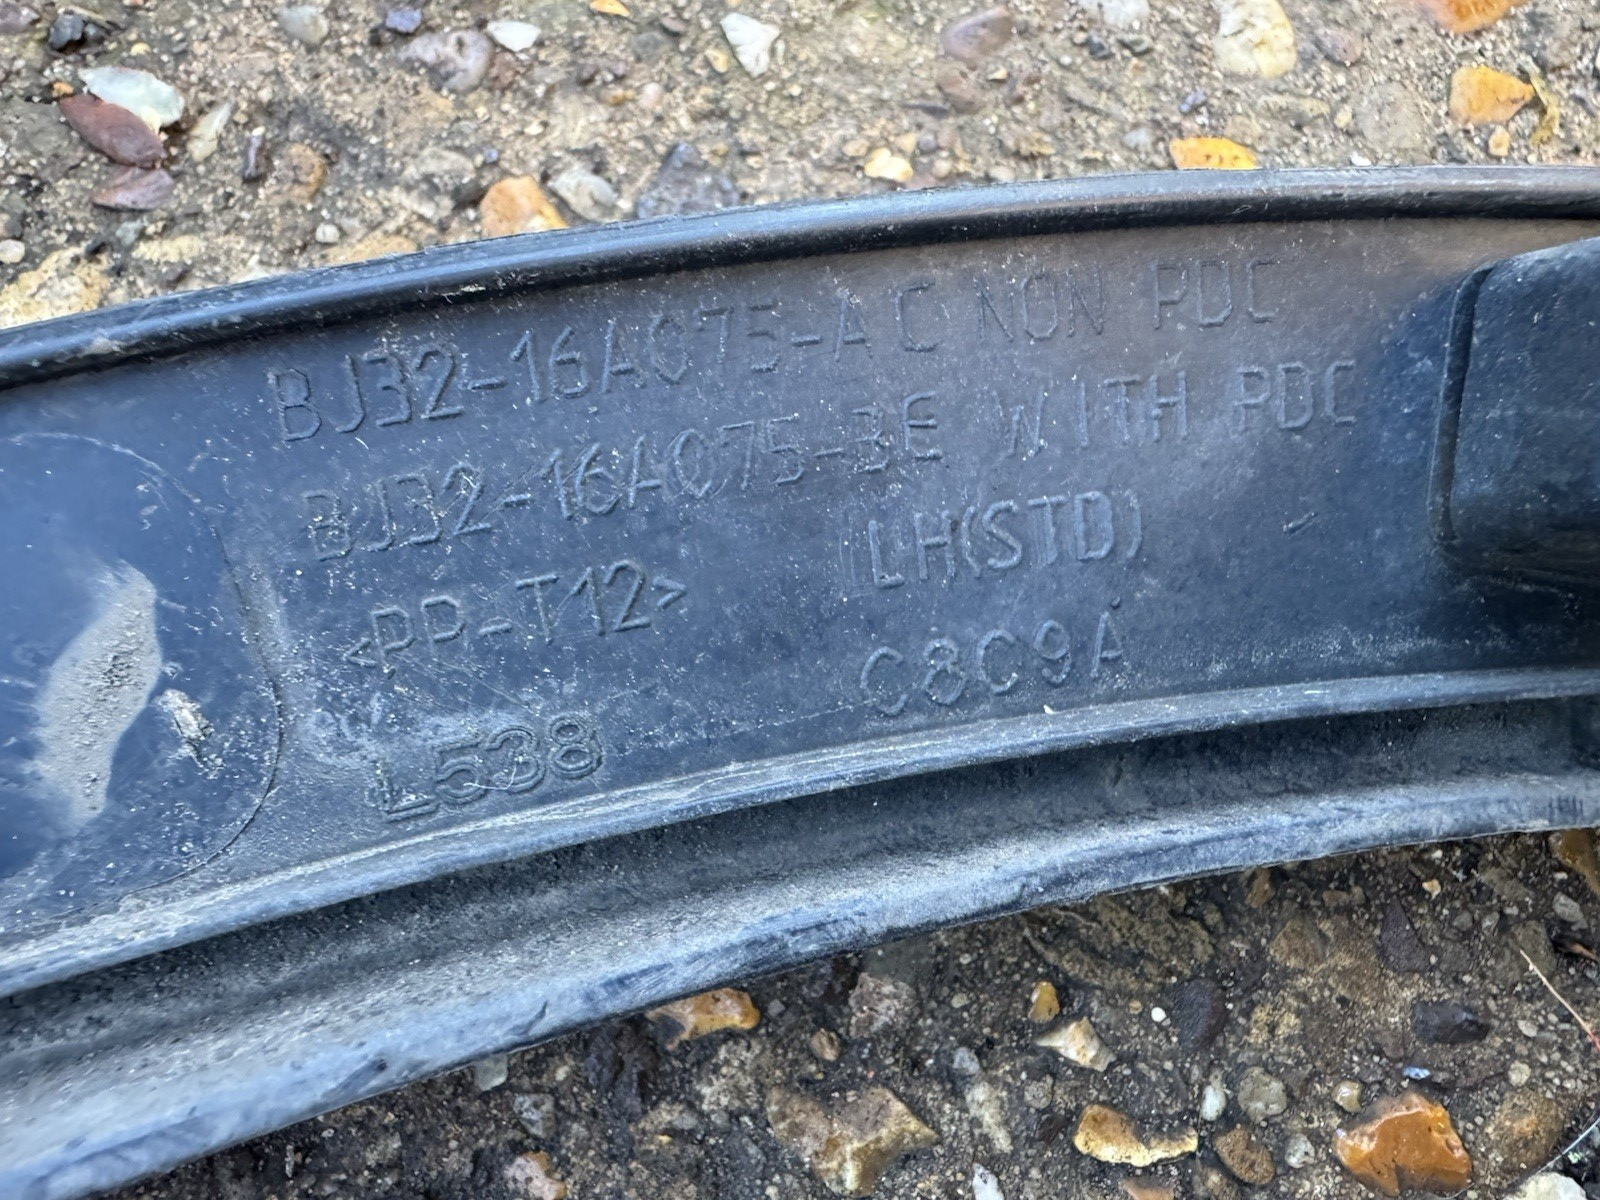 BJ32-16A075-AC NON PDC
BJ32-16A075-BE WITH PDC
<PP-T12> LH(STD)
L538 C8C9A